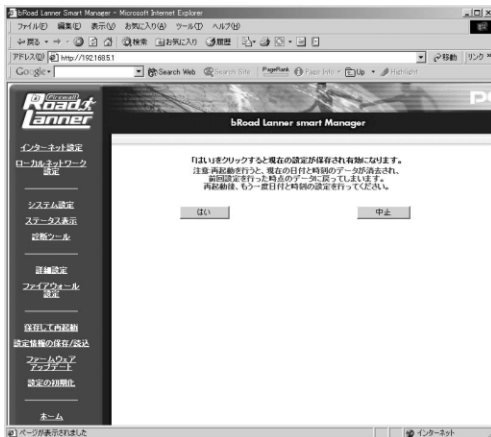 bRoad Lanner Smart Manager - Microsoft Internet Explorer
ファイル(F) 編集(E) 表示(V) お気に入り(A) ツール(T) ヘルプ(H)
戻る 検索 お気に入り 履歴
アドレス(D) http://192.168.5.1 移動 リンク
Google Search Web Search Site PageRank Page Info Up Highlight
Firewall
Road
Lanner
bRoad Lanner smart Manager
インターネット設定
ローカルネットワーク
設定
システム設定
ステータス表示
診断ツール
詳細設定
ファイアウォール
設定
保存して再起動
設定情報の保存/読込
ファームウェア
アップデート
設定の初期化
ホーム
「はい」をクリックすると現在の設定が保存され有効になります。
注意:再起動を行うと、現在の日付と時刻のデータが消去され、
前回設定を行った時点のデータに戻ってしまいます。
再起動後、もう一度日付と時刻の設定を行ってください。
はい 中止
ページが表示されました インターネット